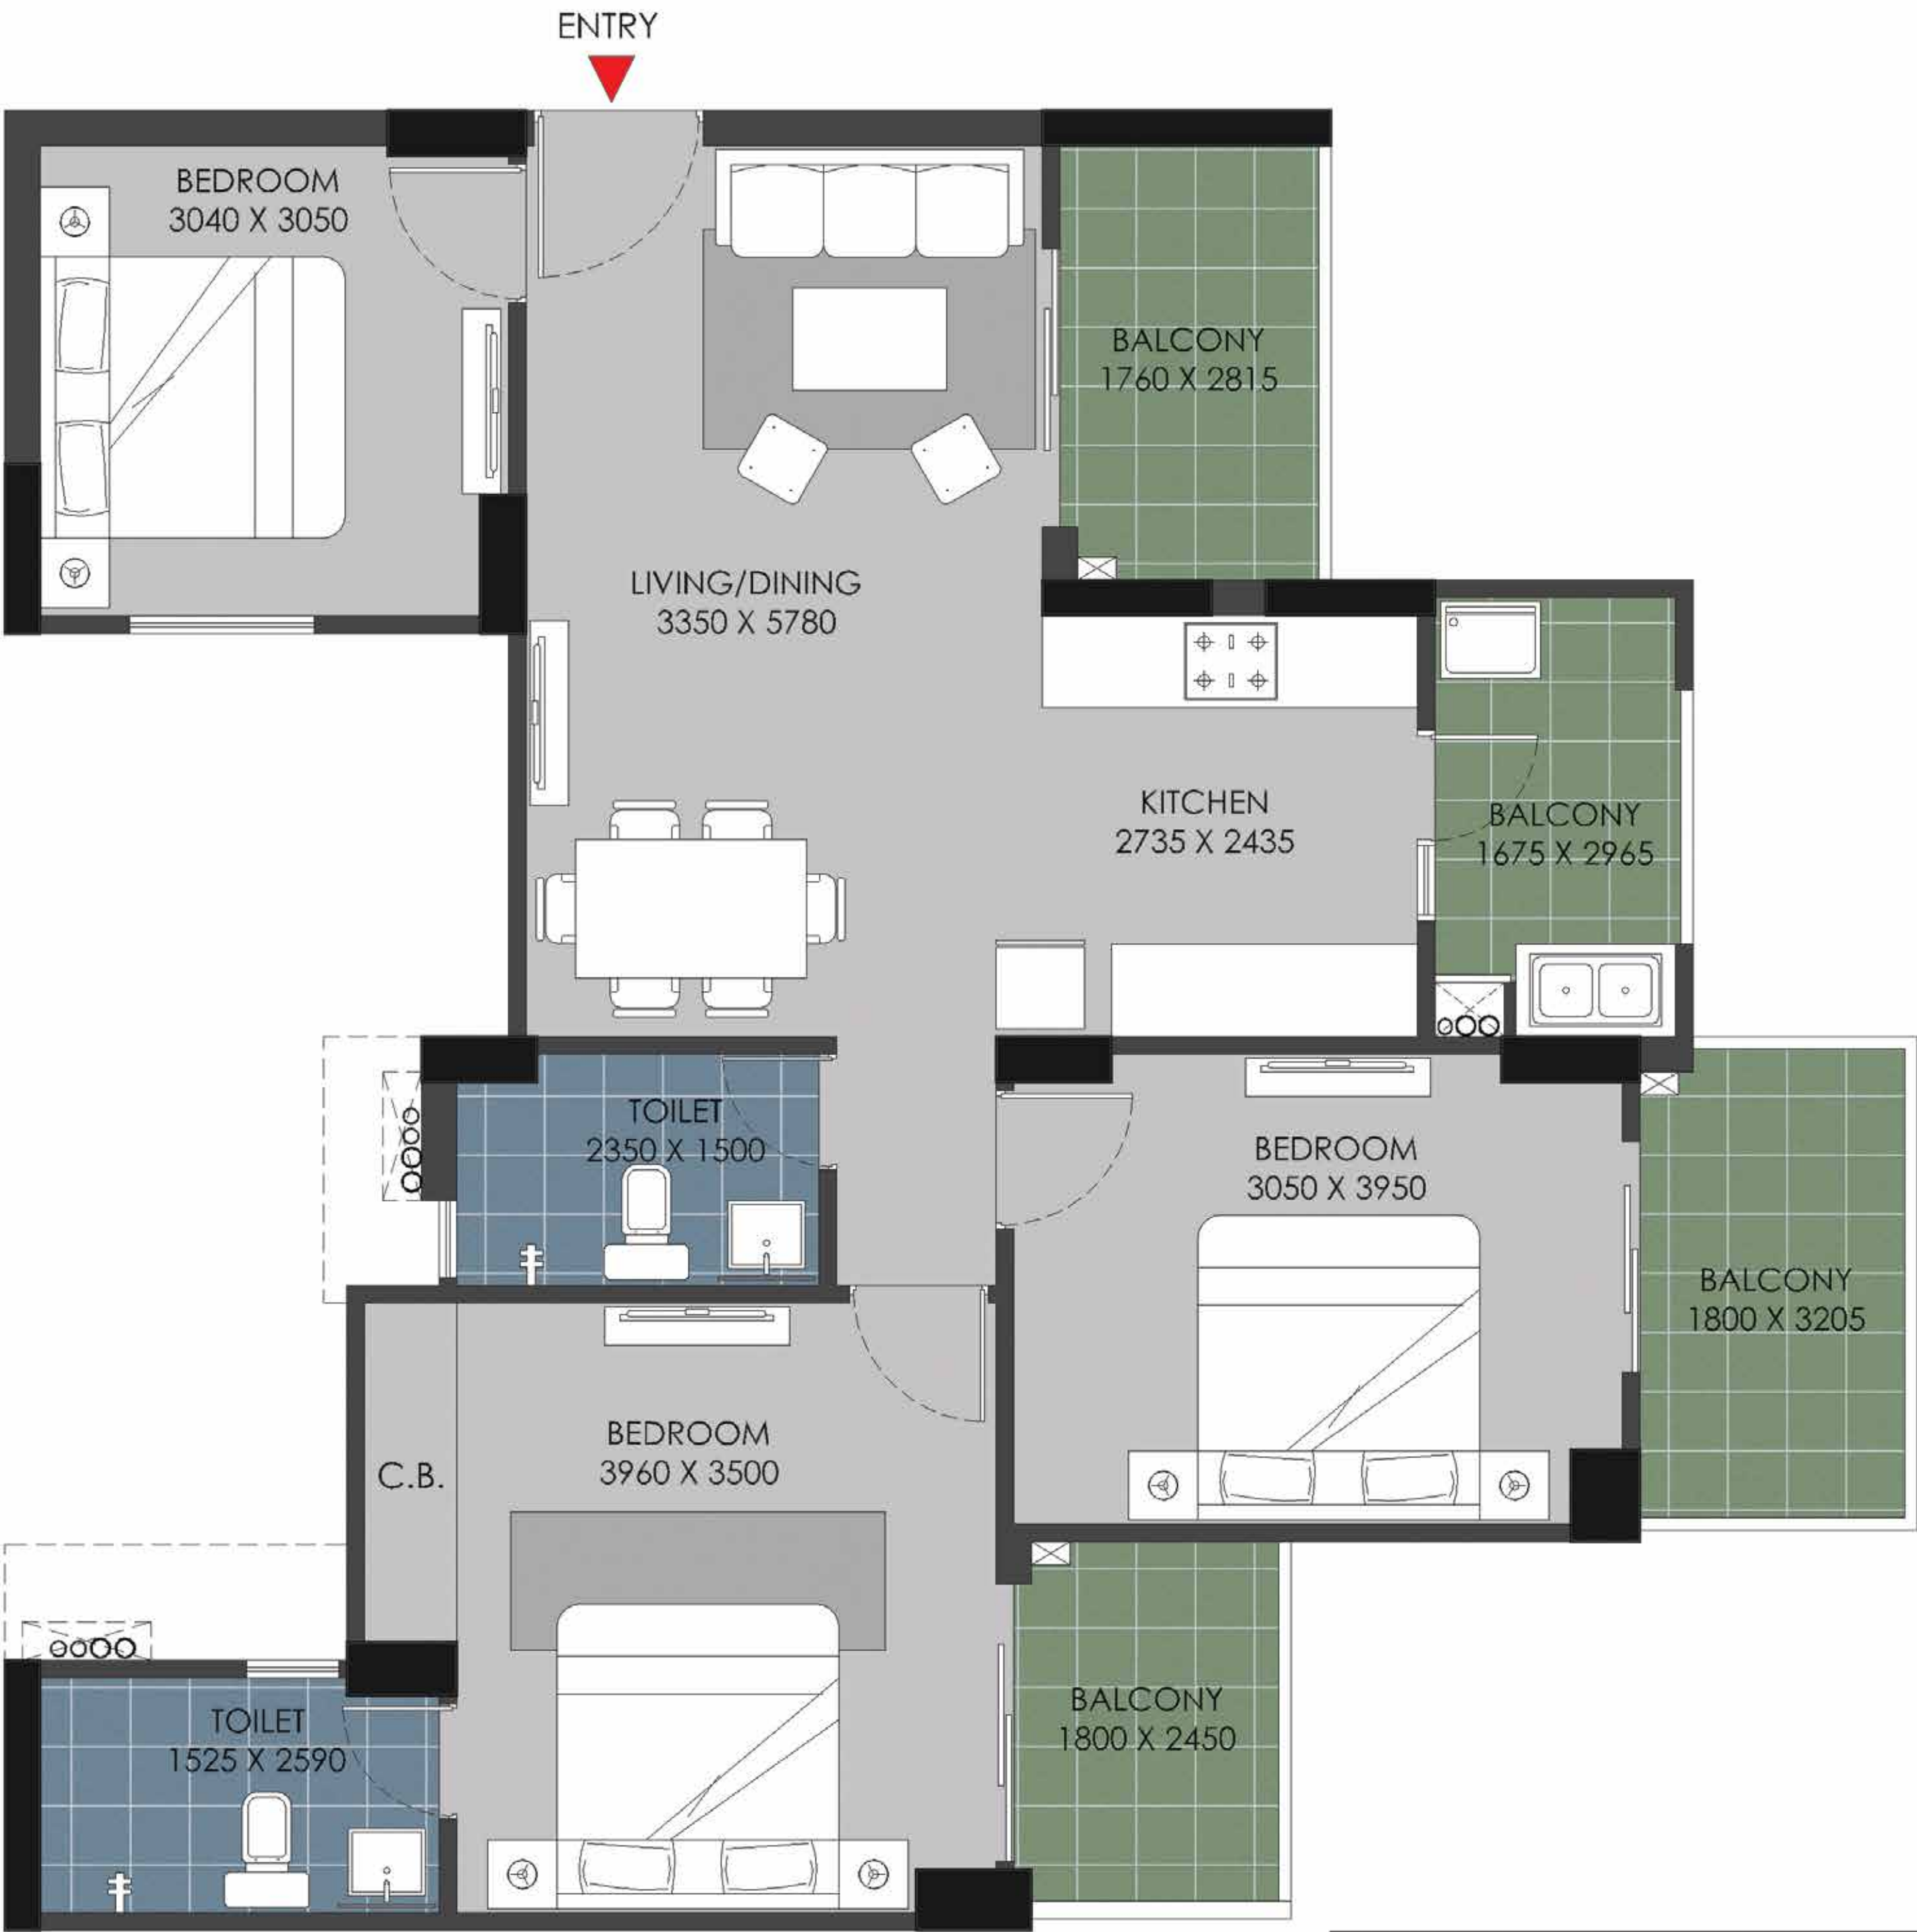 ENTRY
BEDROOM
3040 X 3050
BALCONY
1760 X 2815
LIVING/DINING
3350 X 5780
KITCHEN
2735 X 2435
BALCONY
1675 X 2965
TOILET
2350 X 1500
BEDROOM
3050 X 3950
BALCONY
1800 X 3205
BEDROOM
3960 X 3500
C.B.
TOILET
1525 X 2590
BALCONY
1800 X 2450